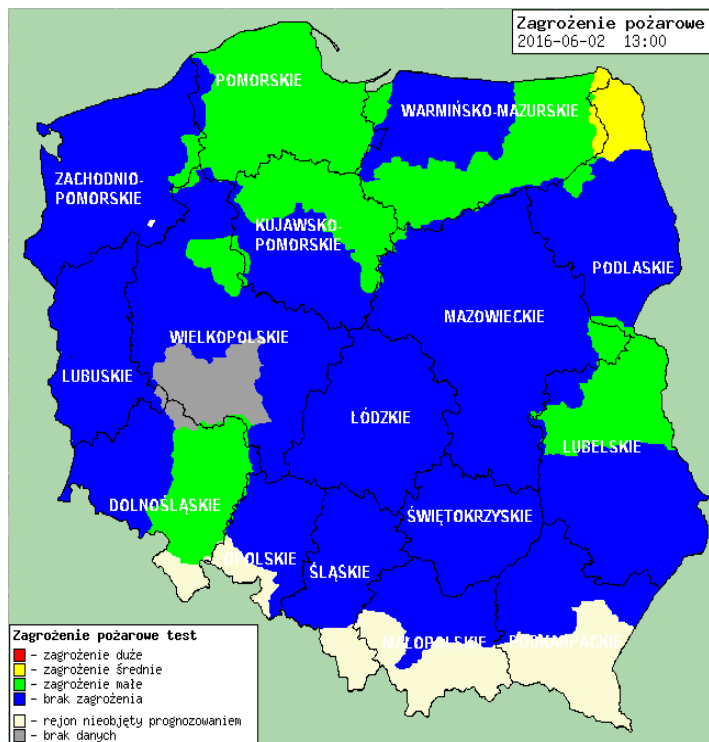 Zagrożenie pożarowe
2016-06-02 13:00
POMORSKIE
WARMIŃSKO-MAZURSKIE
ZACHODNIO-
POMORSKIE
KUJAWSKO-
POMORSKIE
PODLASKIE
MAZOWIECKIE
WIELKOPOLSKIE
LUBUSKIE
ŁÓDZKIE
LUBELSKIE
DOLNOŚLĄSKIE
ŚWIĘTOKRZYSKIE
OPOLSKIE
ŚLĄSKIE
MAŁOPOLSKIE
PODKARPACKIE
Zagrożenie pożarowe test
- zagrożenie duże
- zagrożenie średnie
- zagrożenie małe
- brak zagrożenia
- rejon nieobjęty prognozowaniem
- brak danych